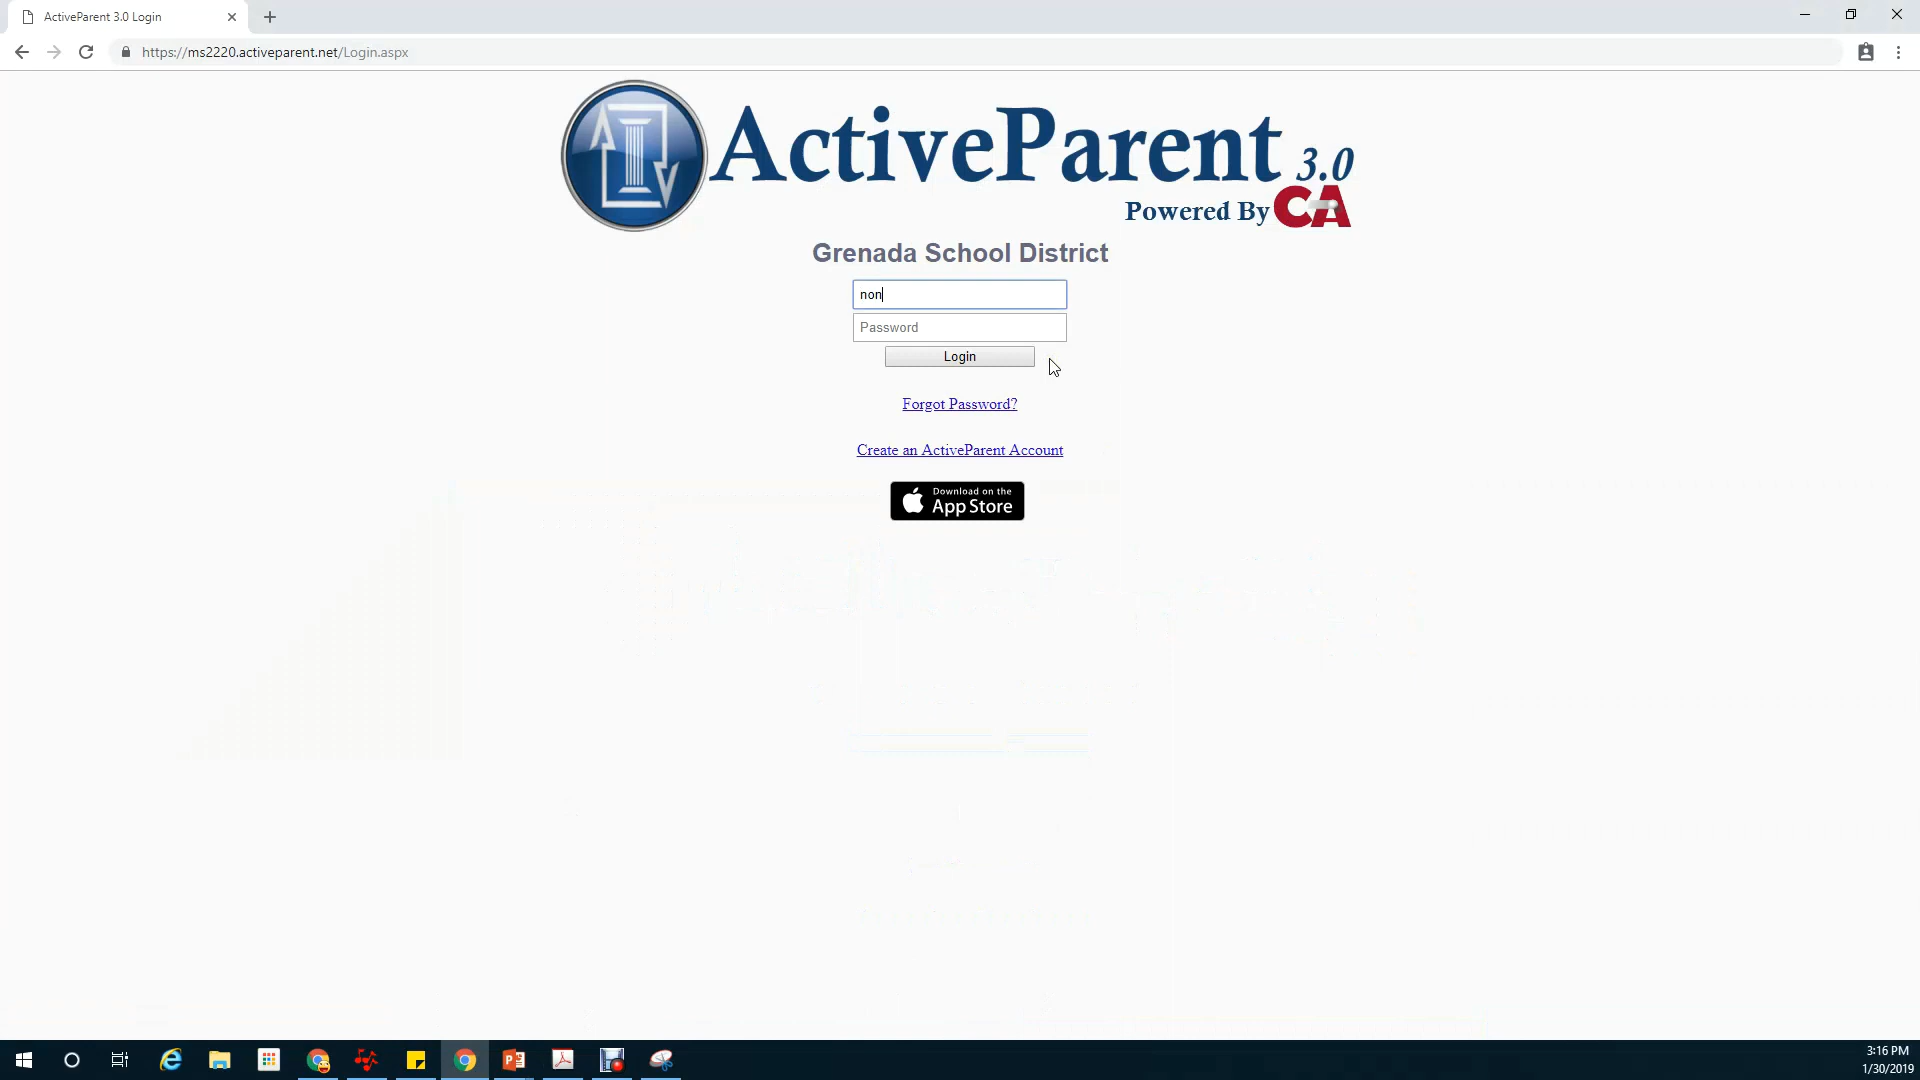 ActiveParent 3.0 Login
https://ms2220.activeparent.net/Login.aspx
ActiveParent 3.0
Powered By CA
Grenada School District
non
Password
Login
Forgot Password?
Create an ActiveParent Account
Download on the
App Store
3:16 PM
1/30/2019